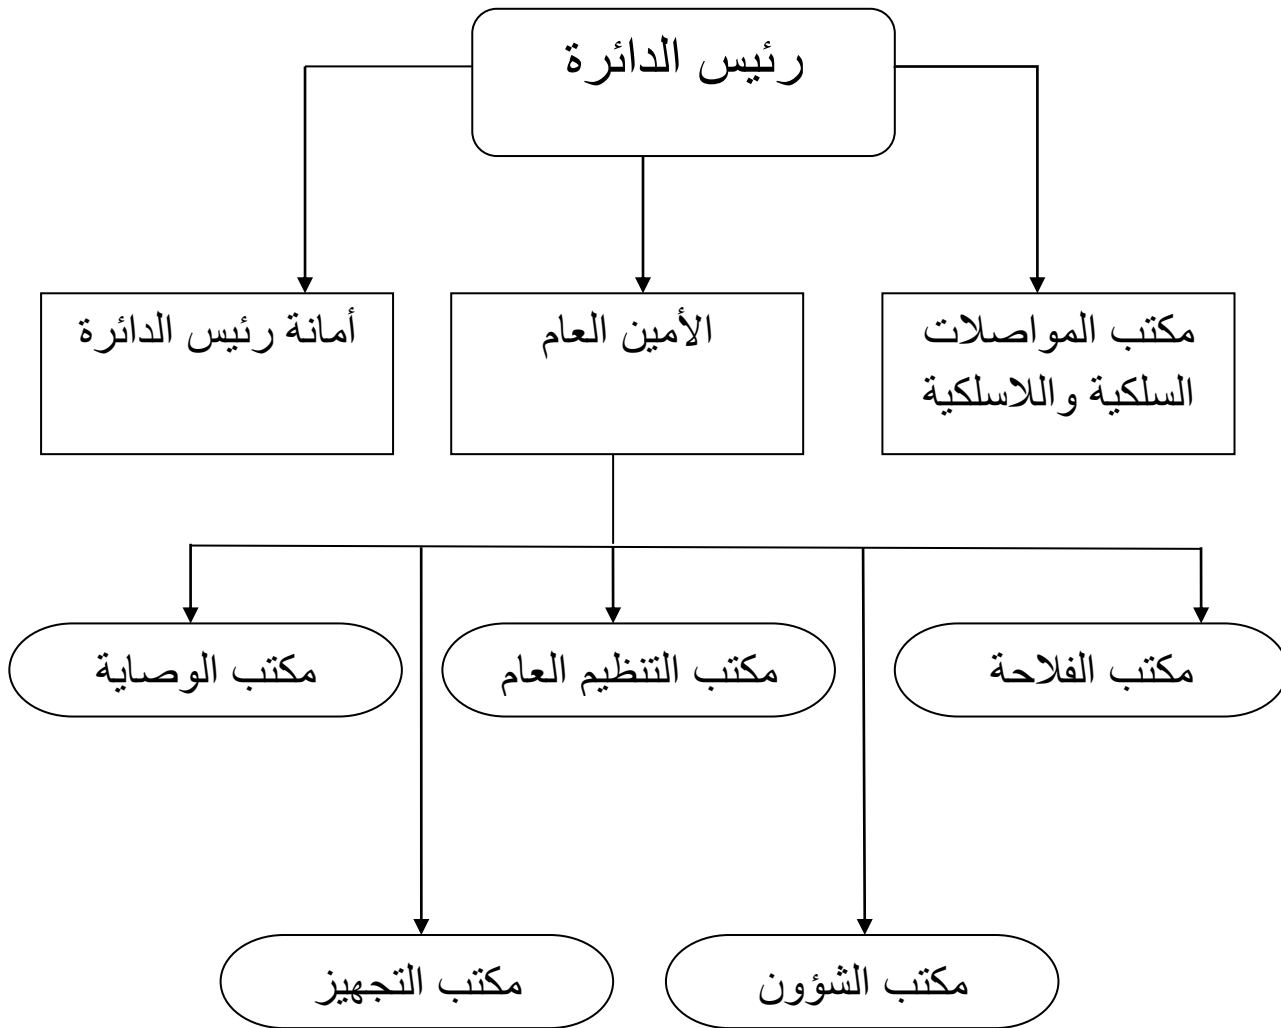 رئيس الدائرة
مكتب المواصلات
السلكية واللاسلكية
الأمين العام
أمانة رئيس الدائرة
مكتب الفلاحة
مكتب التنظيم العام
مكتب الوصاية
مكتب الشؤون
مكتب التجهيز